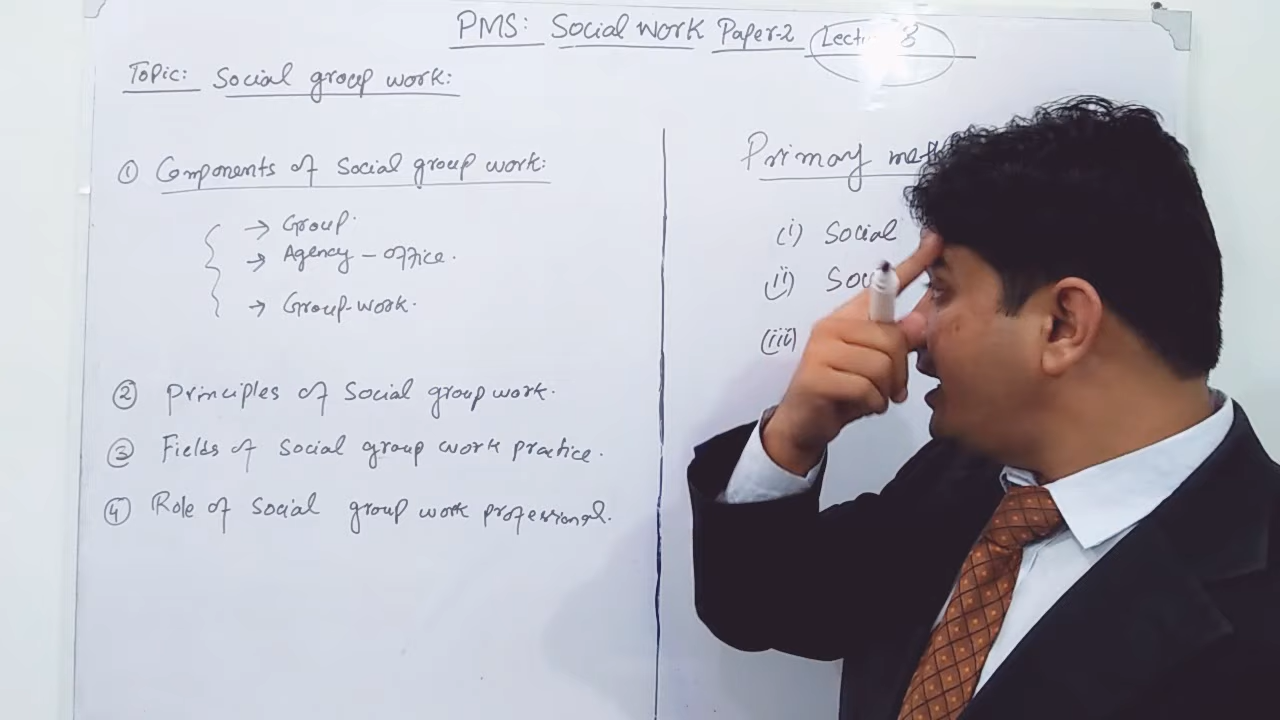 PMS: Social work Paper-2
Topic: Social group work:
① Components of Social group work:
→ Group.
→ Agency - office.
→ Group-work.
② principles of Social group work.
③ Fields of Social group work practice.
④ Role of Social group work professional.
Primary
(i) Social
(ii)
(iii)